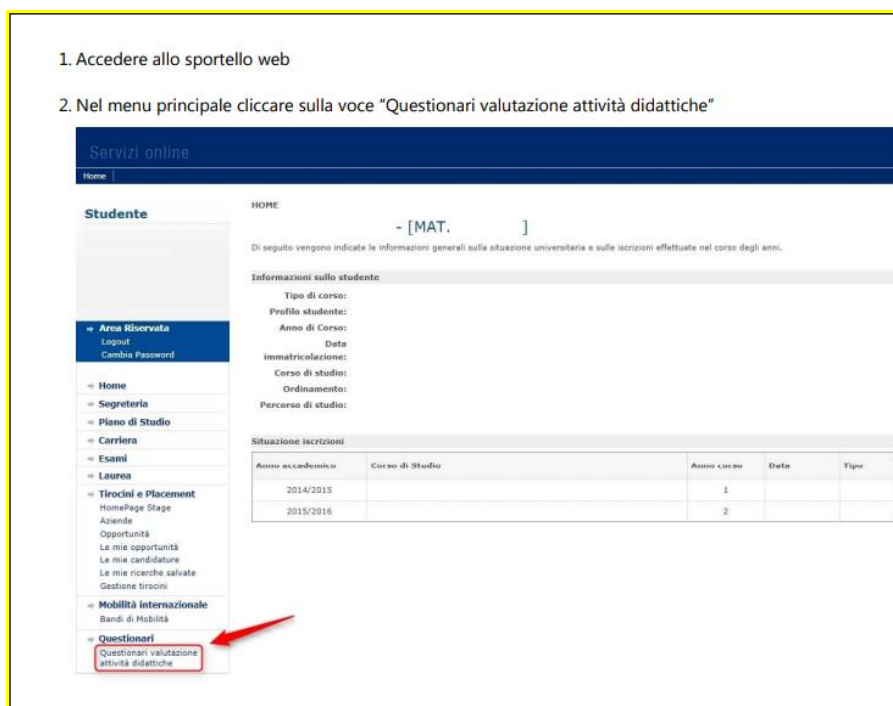 1. Accedere allo sportello web
2. Nel menu principale cliccare sulla voce “Questionari valutazione attività didattiche”
Servizi online
Home
Studente
Area Riservata
Logout
Cambia Password
Home
Segreteria
Piano di Studio
Carriera
Esami
Laurea
Tirocini e Placement
HomePage Stage
Aziende
Opportunità
Le mie opportunità
Le mie candidature
Le mie ricerche salvate
Gestione tirocini
Mobilità internazionale
Bandi di Mobilità
Questionari
Questionari valutazione
attività didattiche
HOME
- [MAT. ]
Di seguito vengono indicate le informazioni generali sulla situazione universitaria e sulle iscrizioni effettuate nel corso degli anni.
Informazioni sullo studente
Tipo di corso:
Profilo studente:
Anno di Corso:
Data
immatricolazione:
Corso di studio:
Ordinamento:
Percorso di studio:
Situazione iscrizioni
Anno accademico Corso di Studio Anno corso Data Tipo
2014/2015 1
2015/2016 2